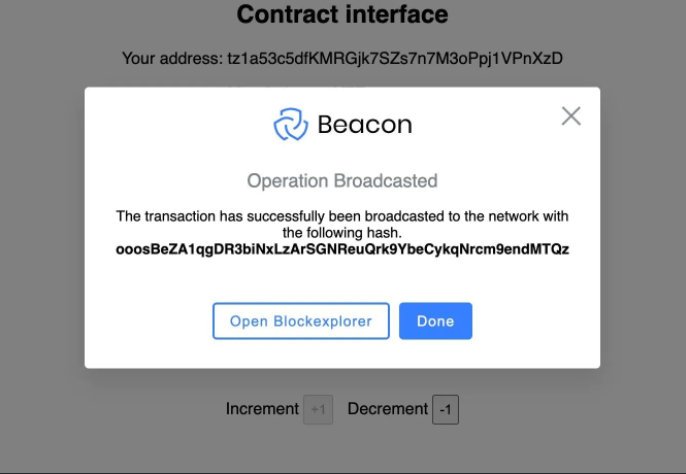 Contract interface
Your address: tz1a53c5dfKMRGjk7SZs7n7M3oPpj1VPnXzD
Beacon
Operation Broadcasted
The transaction has successfully been broadcasted to the network with
the following hash.
ooosBeZA1qgDR3biNxLzArSGNReuQrk9YbeCykqNrcm9endMTQz
Open Blockexplorer Done
Increment +1 Decrement -1